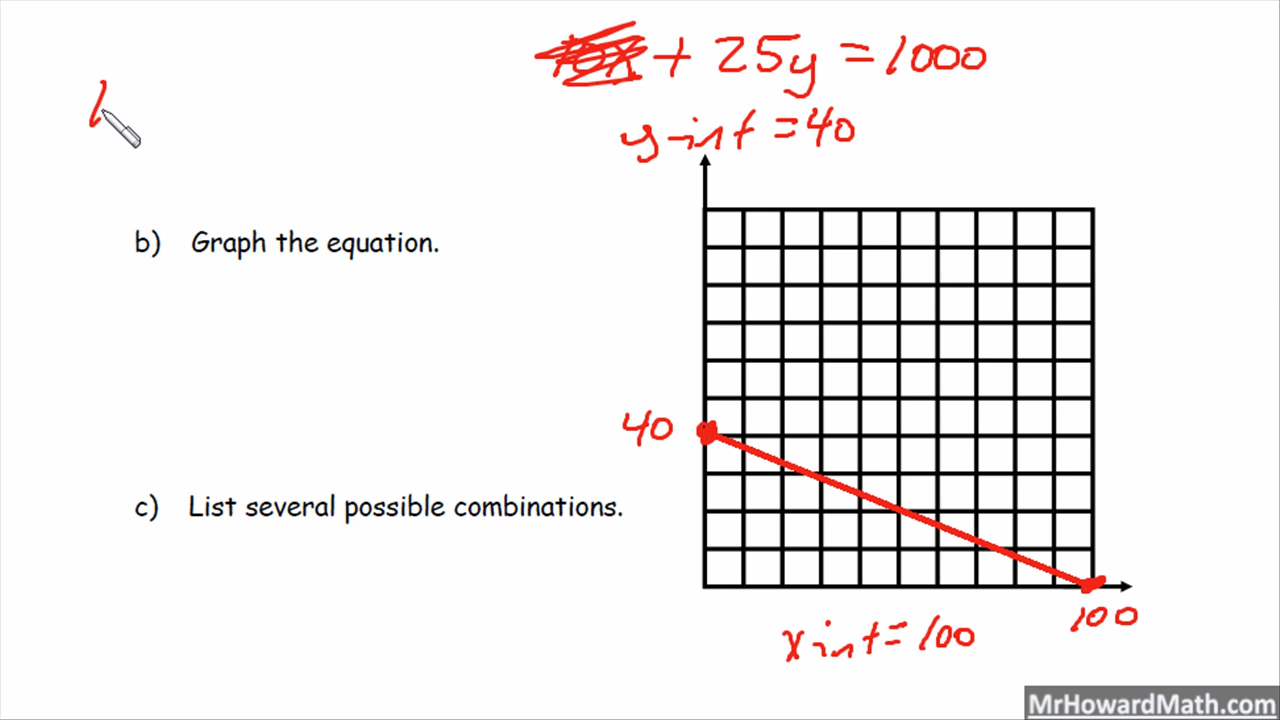 + 25y = 1000
y-int = 40
b) Graph the equation.
40
c) List several possible combinations.
100
x int = 100
MrHowardMath.com